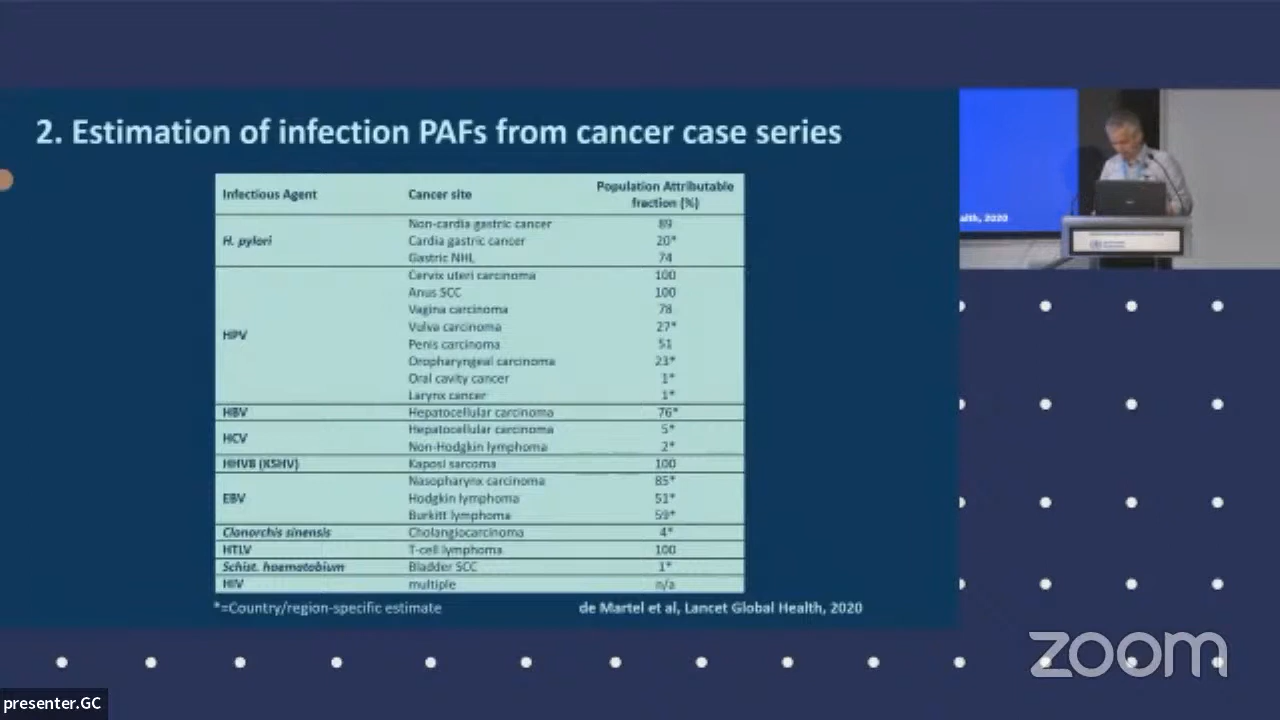 2. Estimation of infection PAFs from cancer case series
Infectious Agent Cancer site Population Attributable
fraction (%)
H. pylori
Non-cardia gastric cancer 89
Cardia gastric cancer 20*
Gastric NHL 74
HPV
Cervix uteri carcinoma 100
Anus SCC 100
Vagina carcinoma 78
Vulva carcinoma 27*
Penis carcinoma 51
Oropharyngeal carcinoma 23*
Oral cavity cancer 1*
Larynx cancer 1*
HBV Hepatocellular carcinoma 76*
HCV
Hepatocellular carcinoma 5*
Non-Hodgkin lymphoma 2*
HHV8 (KSHV) Kaposi sarcoma 100
EBV
Nasopharynx carcinoma 85*
Hodgkin lymphoma 51*
Burkitt lymphoma 59*
Clonorchis sinensis Cholangiocarcinoma 4*
HTLV T-cell lymphoma 100
Schist. haematobium Bladder SCC 1*
HIV multiple n/a
*=Country/region-specific estimate
de Martel et al, Lancet Global Health, 2020
alth, 2020
zoom
presenter.GC